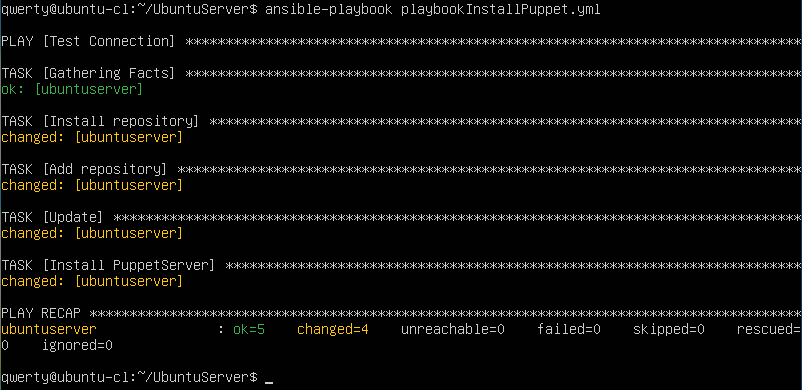 qwerty@ubuntu-cl:~/UbuntuServer$ ansible-playbook playbookInstallPuppet.yml
PLAY [Test Connection] **********************************************************************************
TASK [Gathering Facts] **********************************************************************************
ok: [ubuntuserver]
TASK [Install repository] *******************************************************************************
changed: [ubuntuserver]
TASK [Add repository] ***********************************************************************************
changed: [ubuntuserver]
TASK [Update] *******************************************************************************************
changed: [ubuntuserver]
TASK [Install PuppetServer] *****************************************************************************
changed: [ubuntuserver]
PLAY RECAP **********************************************************************************************
ubuntuserver               : ok=5    changed=4    unreachable=0    failed=0    skipped=0    rescued=
0    ignored=0
qwerty@ubuntu-cl:~/UbuntuServer$ _